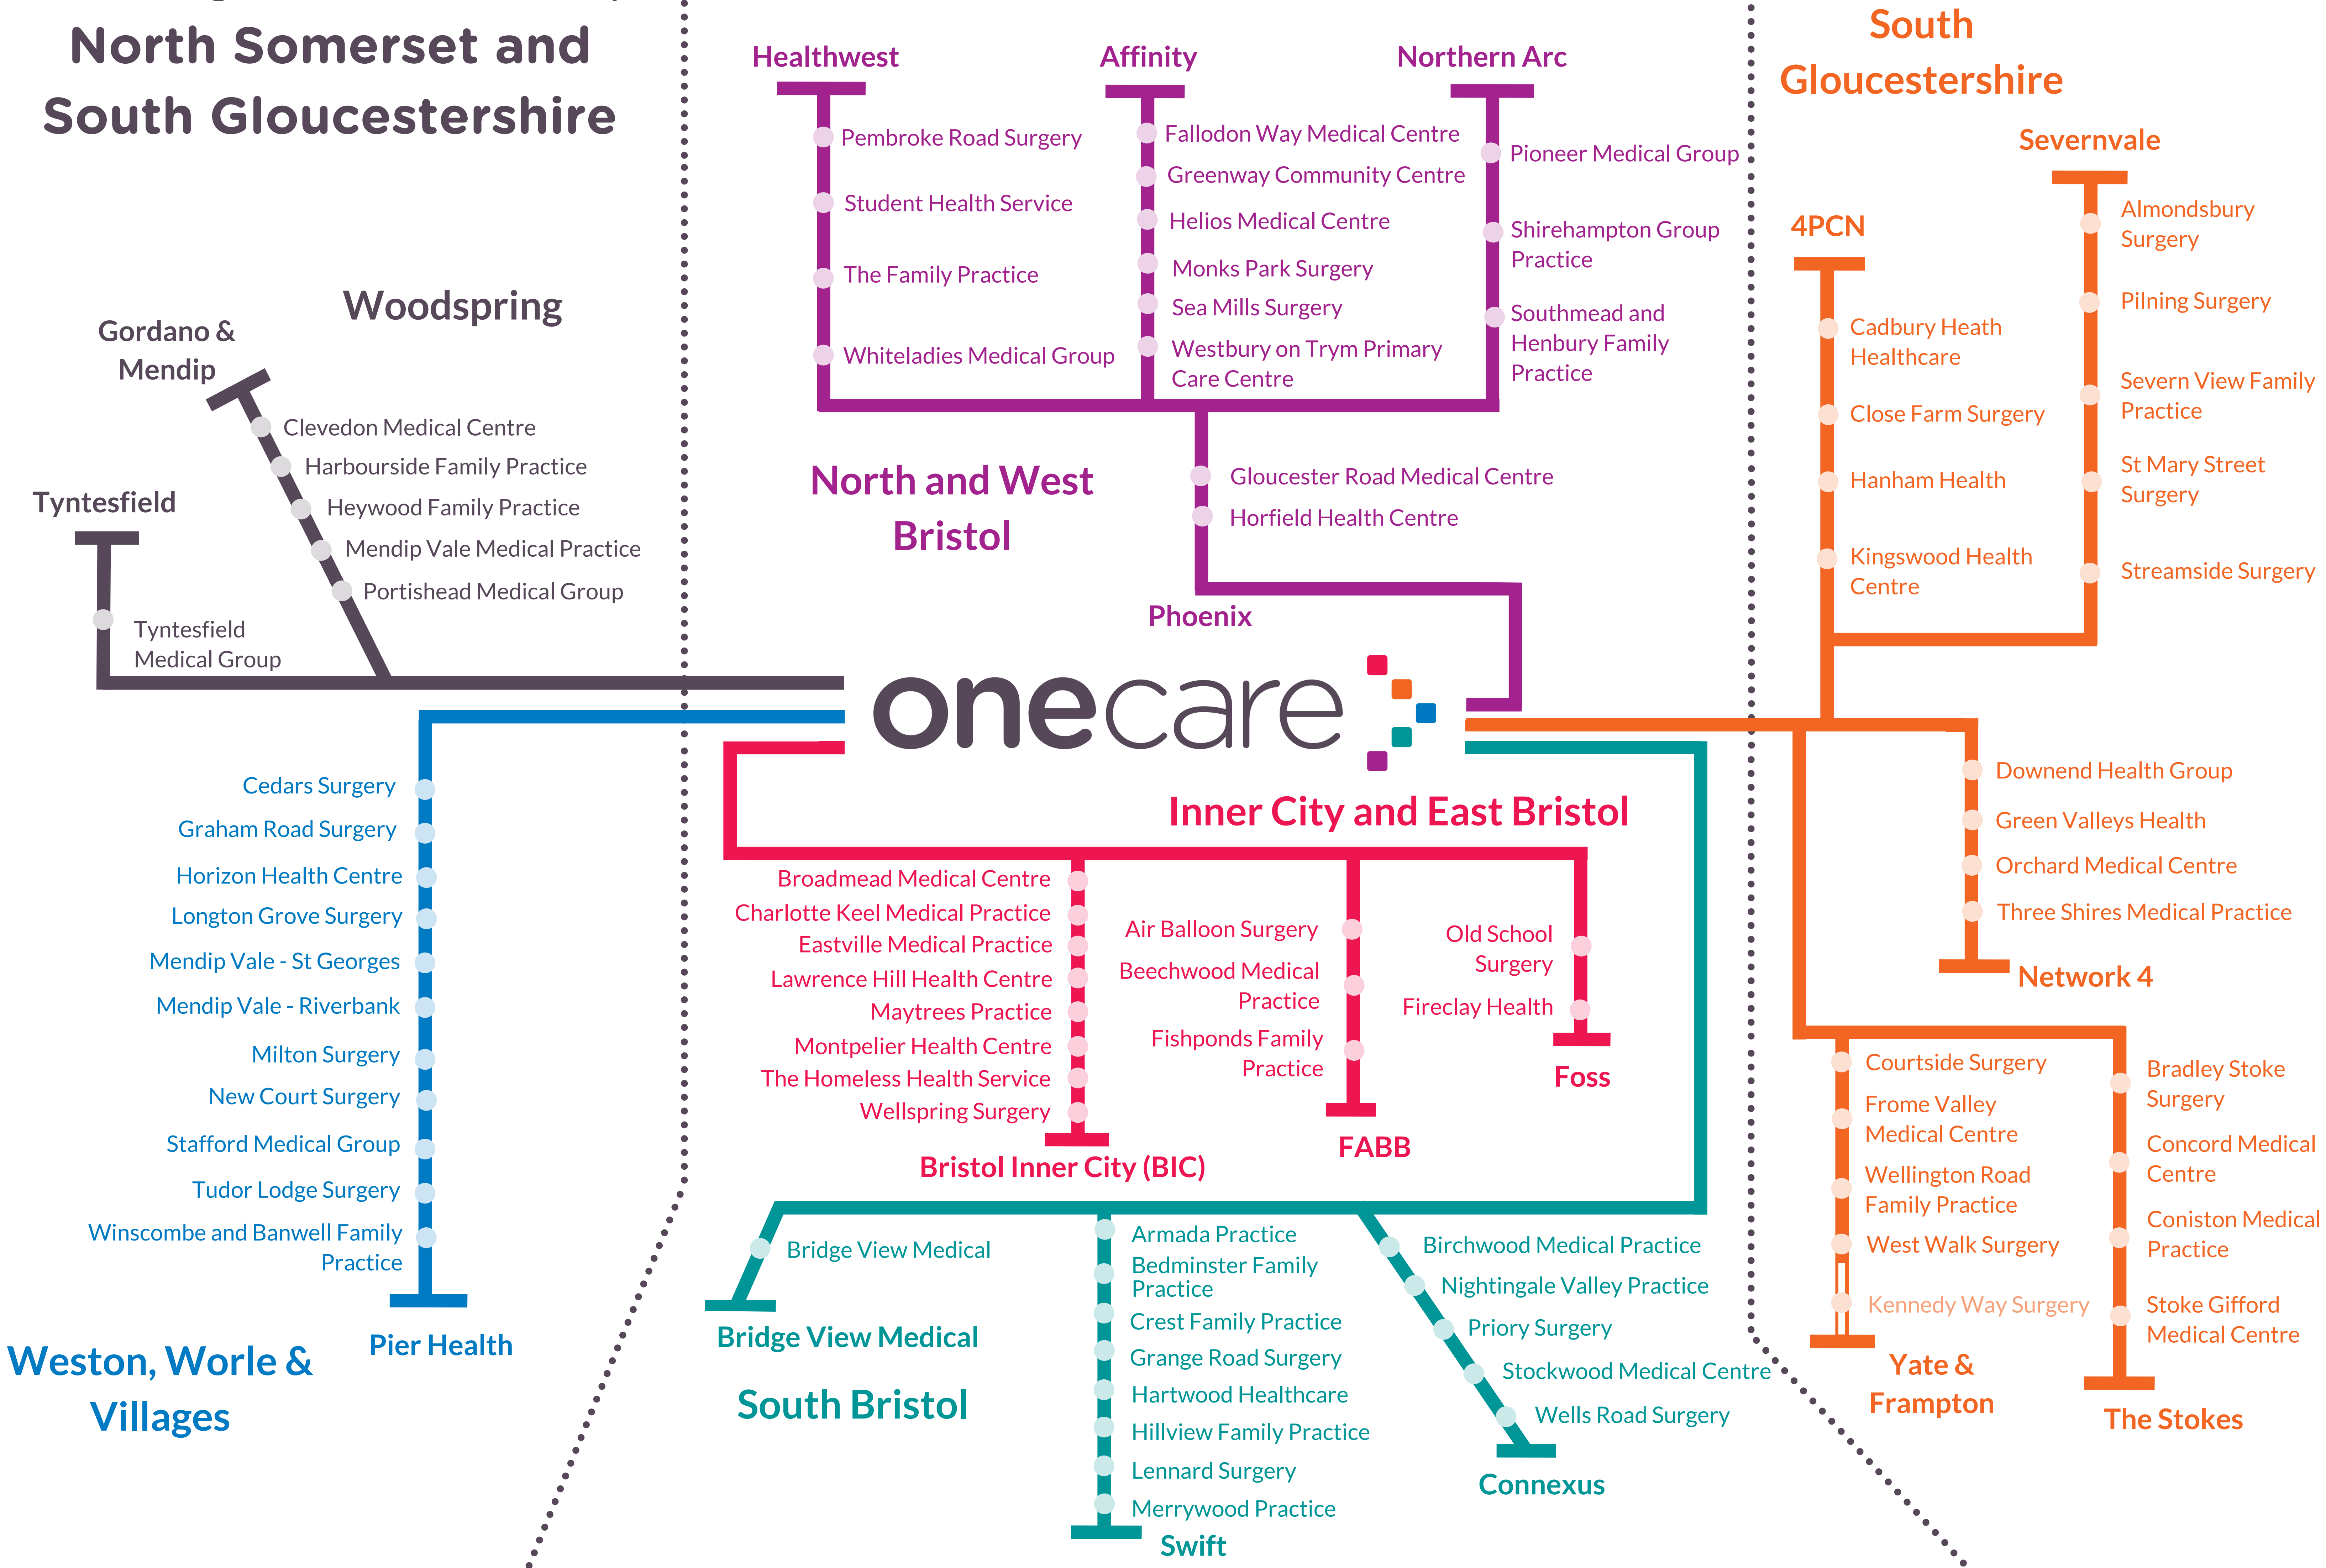 North Somerset and
South Gloucestershire
Woodspring
Gordano &
Mendip
Clevedon Medical Centre
Harbourside Family Practice
Heywood Family Practice
Mendip Vale Medical Practice
Portishead Medical Group
Tyntesfield
Tyntesfield
Medical Group
Healthwest
Pembroke Road Surgery
Student Health Service
The Family Practice
Whiteladies Medical Group
Affinity
Fallodon Way Medical Centre
Greenway Community Centre
Helios Medical Centre
Monks Park Surgery
Sea Mills Surgery
Westbury on Trym Primary
Care Centre
Northern Arc
Pioneer Medical Group
Shirehampton Group
Practice
Southmead and
Henbury Family
Practice
North and West
Bristol
Gloucester Road Medical Centre
Horfield Health Centre
Phoenix
South
Gloucestershire
Severnvale
Almondsbury
Surgery
Pilning Surgery
Severn View Family
Practice
St Mary Street
Surgery
Streamside Surgery
4PCN
Cadbury Heath
Healthcare
Close Farm Surgery
Hanham Health
Kingswood Health
Centre
onecare
Cedars Surgery
Graham Road Surgery
Horizon Health Centre
Longton Grove Surgery
Mendip Vale - St Georges
Mendip Vale - Riverbank
Milton Surgery
New Court Surgery
Stafford Medical Group
Tudor Lodge Surgery
Winscombe and Banwell Family
Practice
Pier Health
Weston, Worle &
Villages
Inner City and East Bristol
Broadmead Medical Centre
Charlotte Keel Medical Practice
Eastville Medical Practice
Lawrence Hill Health Centre
Maytrees Practice
Montpelier Health Centre
The Homeless Health Service
Wellspring Surgery
Bristol Inner City (BIC)
Air Balloon Surgery
Beechwood Medical
Practice
Fishponds Family
Practice
FABB
Old School
Surgery
Fireclay Health
Foss
Bridge View Medical
Bridge View Medical
South Bristol
Armada Practice
Bedminster Family
Practice
Crest Family Practice
Grange Road Surgery
Hartwood Healthcare
Hillview Family Practice
Lennard Surgery
Merrywood Practice
Swift
Birchwood Medical Practice
Nightingale Valley Practice
Priory Surgery
Stockwood Medical Centre
Wells Road Surgery
Connexus
Downend Health Group
Green Valleys Health
Orchard Medical Centre
Three Shires Medical Practice
Network 4
Courtside Surgery
Frome Valley
Medical Centre
Wellington Road
Family Practice
West Walk Surgery
Kennedy Way Surgery
Yate &
Frampton
Bradley Stoke
Surgery
Concord Medical
Centre
Coniston Medical
Practice
Stoke Gifford
Medical Centre
The Stokes